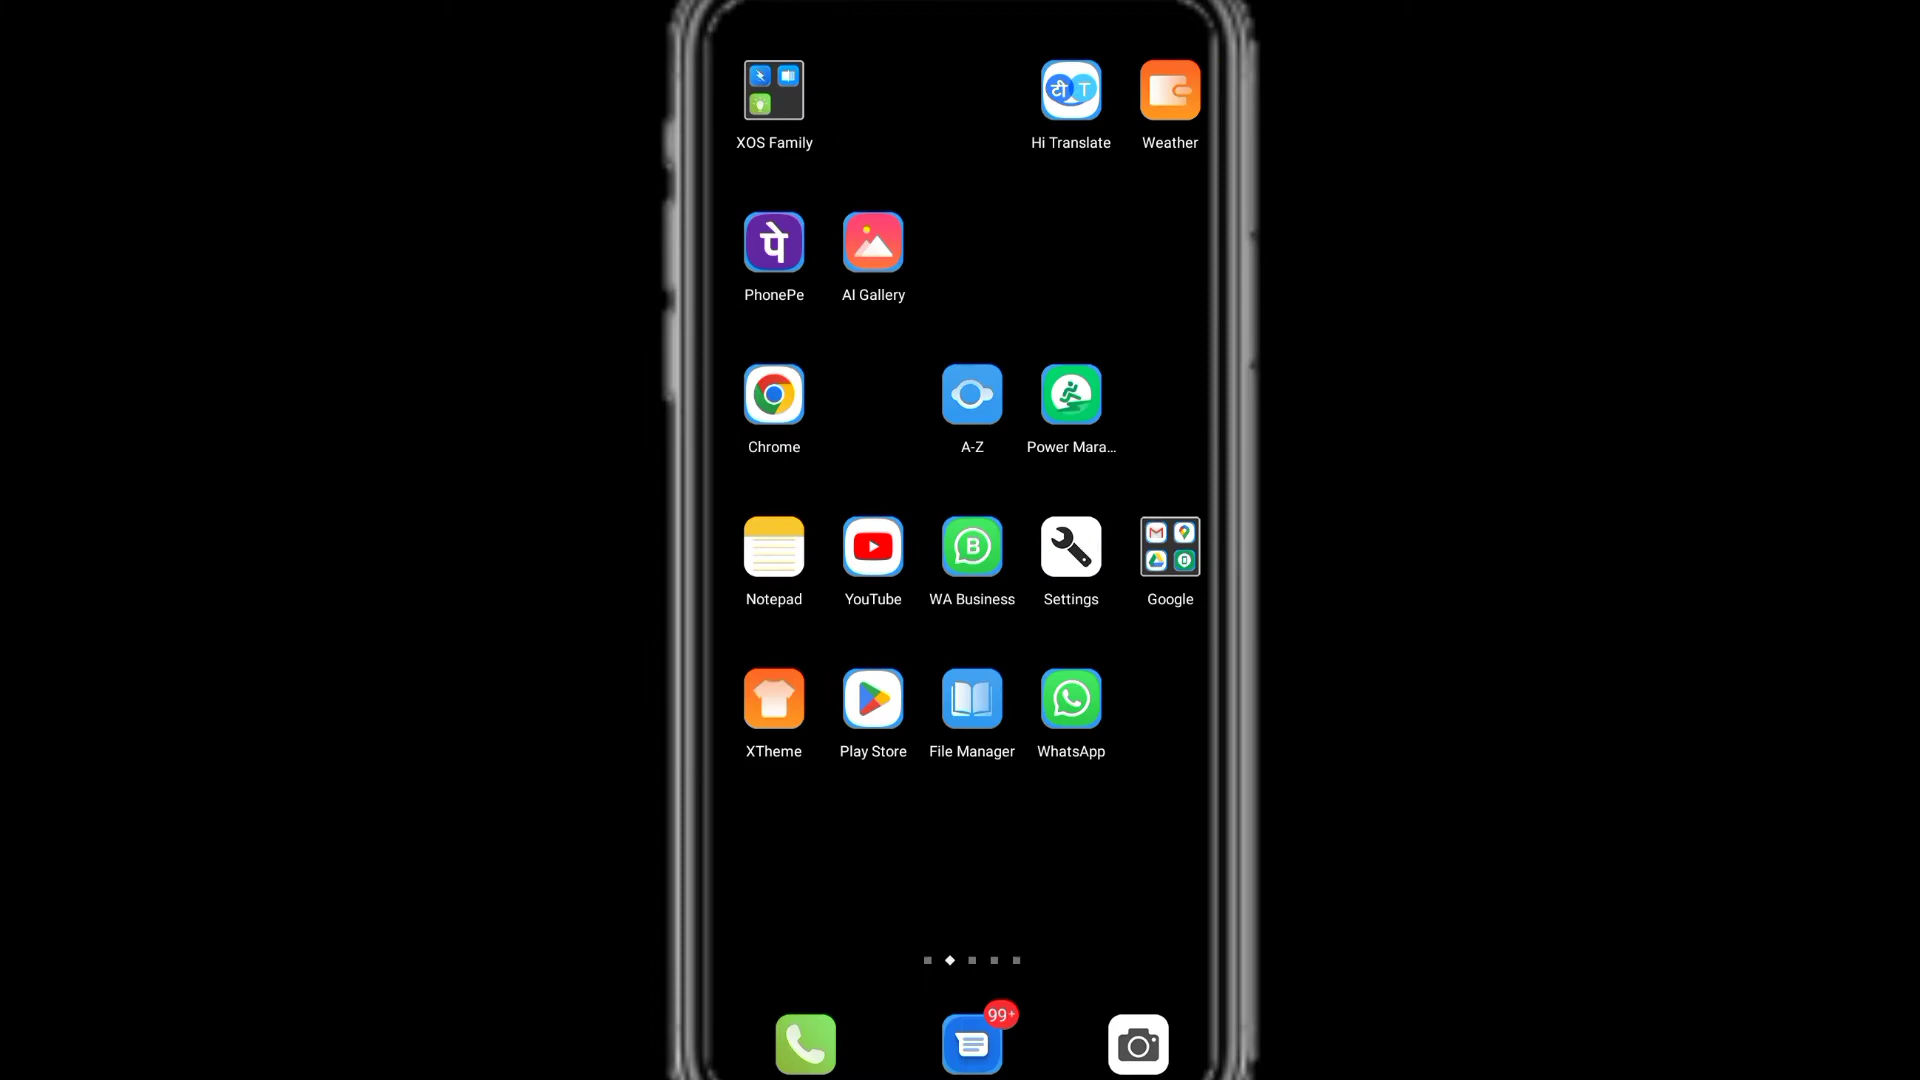 टी T
XOS Family
Hi Translate
Weather
पे
PhonePe
AI Gallery
Chrome
A-Z
Power Mara...
B
Notepad
YouTube
WA Business
Settings
Google
XTheme
Play Store
File Manager
WhatsApp
99+